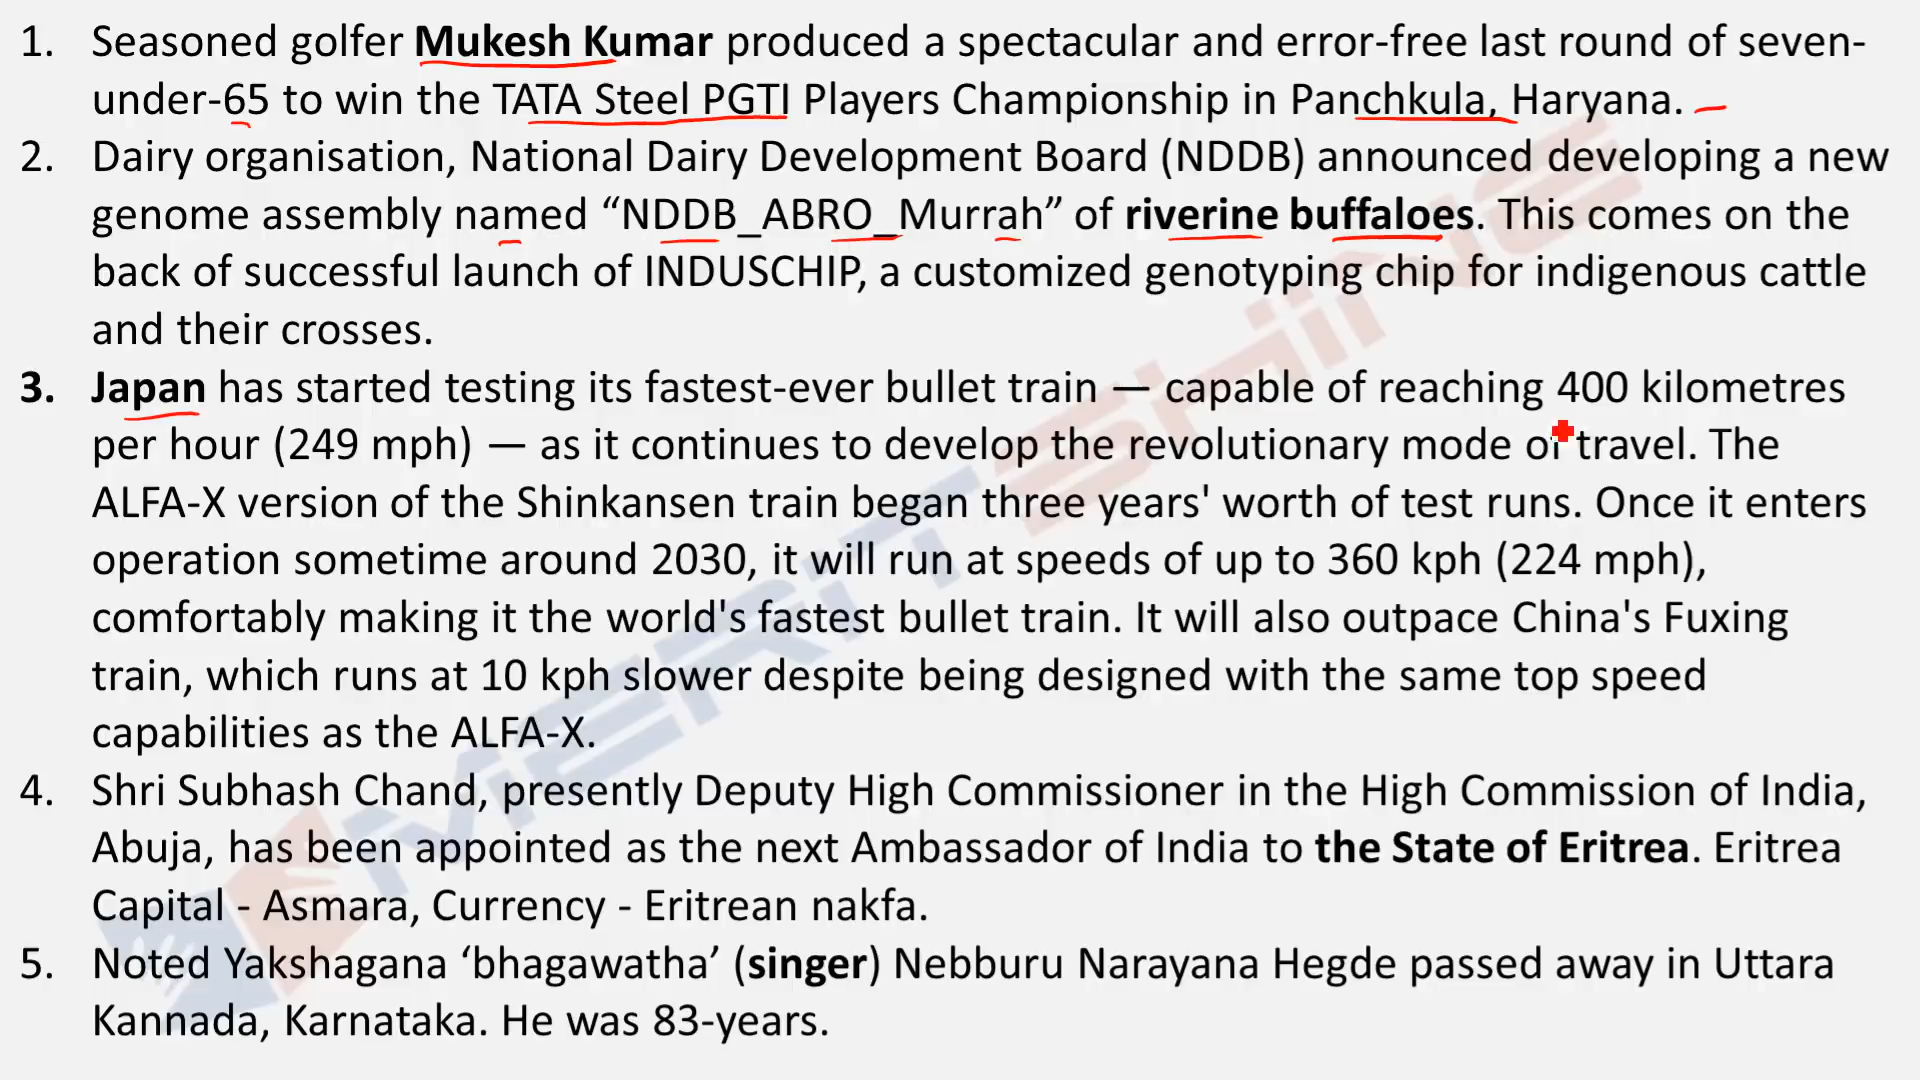 1. Seasoned golfer Mukesh Kumar produced a spectacular and error-free last round of seven-
under-65 to win the TATA Steel PGTI Players Championship in Panchkula, Haryana.
2. Dairy organisation, National Dairy Development Board (NDDB) announced developing a new
genome assembly named “NDDB_ABRO_Murrah” of riverine buffaloes. This comes on the
back of successful launch of INDUSCHIP, a customized genotyping chip for indigenous cattle
and their crosses.
3. Japan has started testing its fastest-ever bullet train — capable of reaching 400 kilometres
per hour (249 mph) — as it continues to develop the revolutionary mode of travel. The
ALFA-X version of the Shinkansen train began three years' worth of test runs. Once it enters
operation sometime around 2030, it will run at speeds of up to 360 kph (224 mph),
comfortably making it the world's fastest bullet train. It will also outpace China's Fuxing
train, which runs at 10 kph slower despite being designed with the same top speed
capabilities as the ALFA-X.
4. Shri Subhash Chand, presently Deputy High Commissioner in the High Commission of India,
Abuja, has been appointed as the next Ambassador of India to the State of Eritrea. Eritrea
Capital - Asmara, Currency - Eritrean nakfa.
5. Noted Yakshagana ‘bhagawatha’ (singer) Nebburu Narayana Hegde passed away in Uttara
Kannada, Karnataka. He was 83-years.
MERiTSHiNE